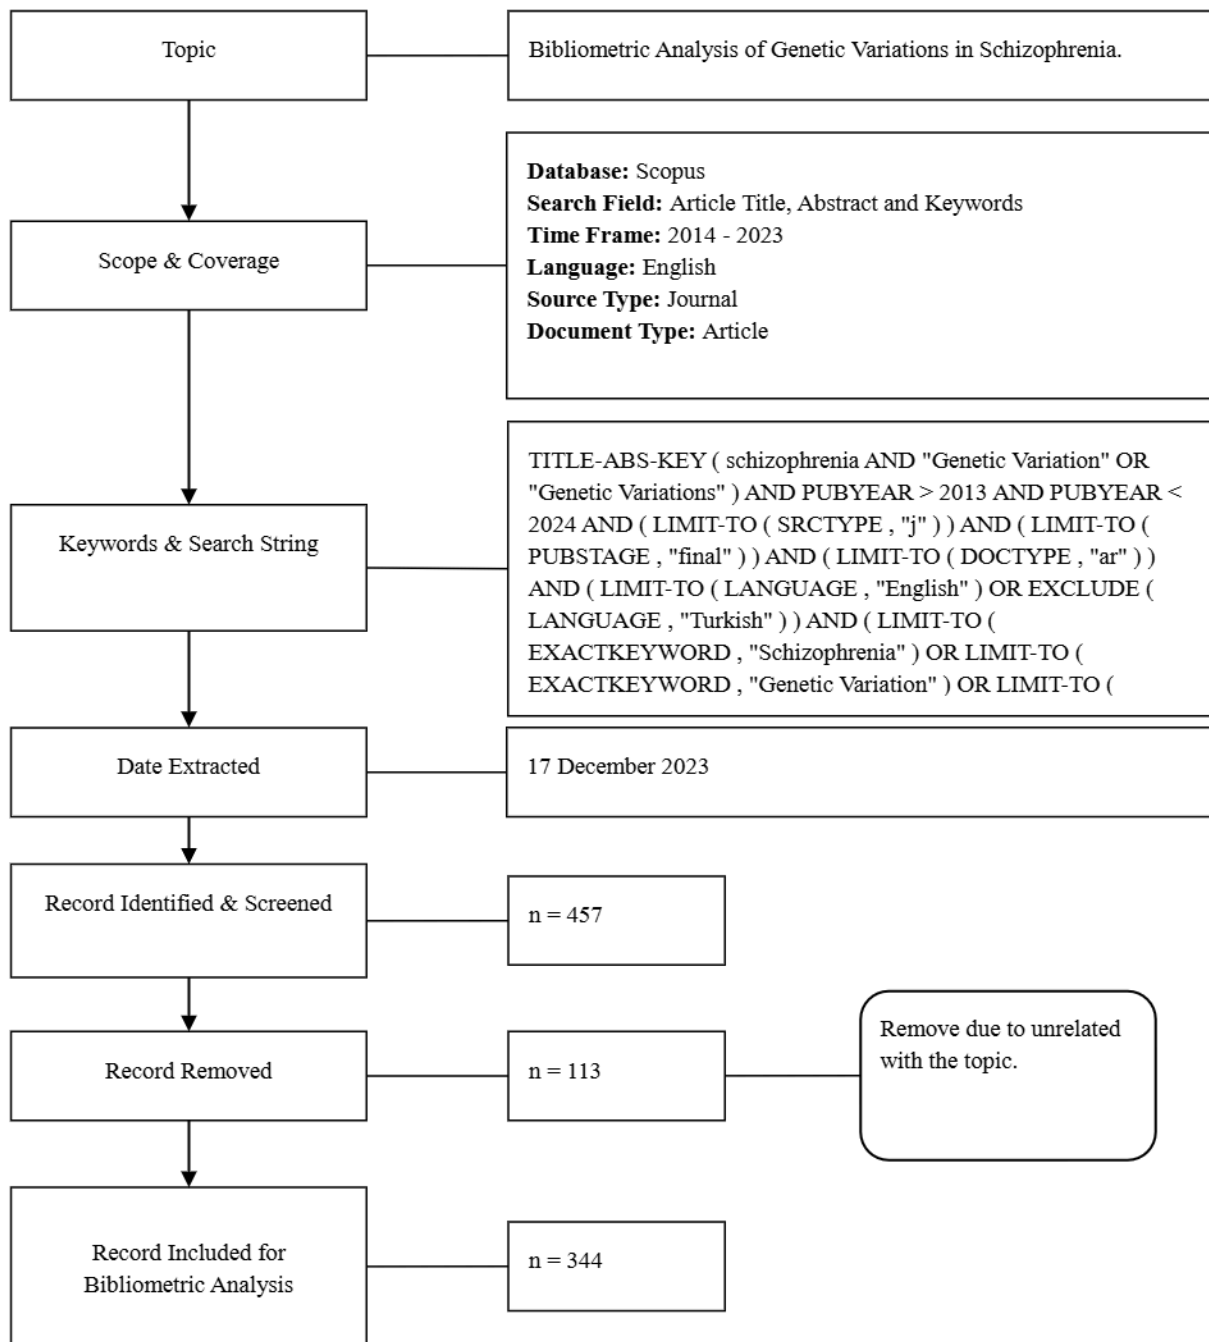 Topic
Bibliometric Analysis of Genetic Variations in Schizophrenia.
Scope & Coverage
Database: Scopus
Search Field: Article Title, Abstract and Keywords
Time Frame: 2014 - 2023
Language: English
Source Type: Journal
Document Type: Article
Keywords & Search String
TITLE-ABS-KEY ( schizophrenia AND "Genetic Variation" OR
"Genetic Variations" ) AND PUBYEAR > 2013 AND PUBYEAR <
2024 AND ( LIMIT-TO ( SRCTYPE , "j" ) ) AND ( LIMIT-TO (
PUBSTAGE , "final" ) ) AND ( LIMIT-TO ( DOCTYPE , "ar" ) )
AND ( LIMIT-TO ( LANGUAGE , "English" ) OR EXCLUDE (
LANGUAGE , "Turkish" ) ) AND ( LIMIT-TO (
EXACTKEYWORD , "Schizophrenia" ) OR LIMIT-TO (
EXACTKEYWORD , "Genetic Variation" ) OR LIMIT-TO (
Date Extracted
17 December 2023
Record Identified & Screened
n = 457
Record Removed
n = 113
Remove due to unrelated
with the topic.
Record Included for
Bibliometric Analysis
n = 344